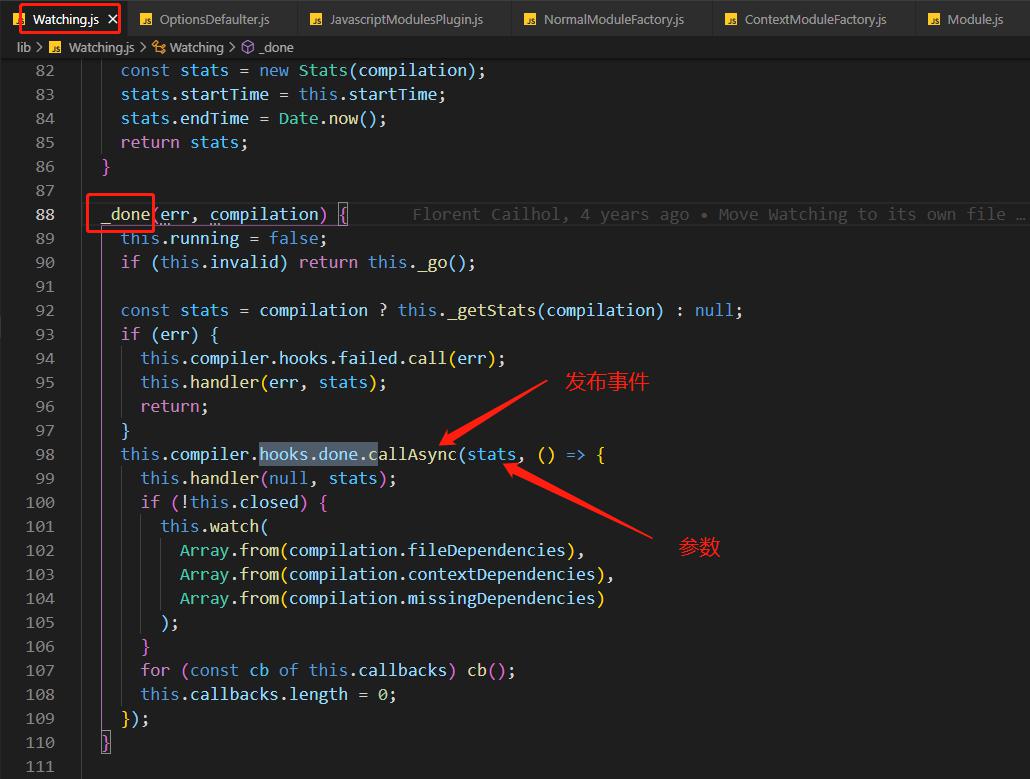 JS Watching.js × JS OptionsDefaulter.js JS JavascriptModulesPlugin.js JS NormalModuleFactory.js JS ContextModuleFactory.js JS Module.js
lib > JS Watching.js > Watching > _done
82 const stats = new Stats(compilation);
83 stats.startTime = this.startTime;
84 stats.endTime = Date.now();
85 return stats;
86 }
87
88 _done(err, compilation) { Florent Cailhol, 4 years ago • Move Watching to its own file …
89 this.running = false;
90 if (this.invalid) return this._go();
91
92 const stats = compilation ? this._getStats(compilation) : null;
93 if (err) {
94 this.compiler.hooks.failed.call(err);
95 this.handler(err, stats);
发布事件
96 return;
97 }
98 this.compiler.hooks.done.callAsync(stats, () => {
99 this.handler(null, stats);
100 if (!this.closed) {
101 this.watch(
102 Array.from(compilation.fileDependencies),
参数
103 Array.from(compilation.contextDependencies),
104 Array.from(compilation.missingDependencies)
105 );
106 }
107 for (const cb of this.callbacks) cb();
108 this.callbacks.length = 0;
109 });
110 }
111